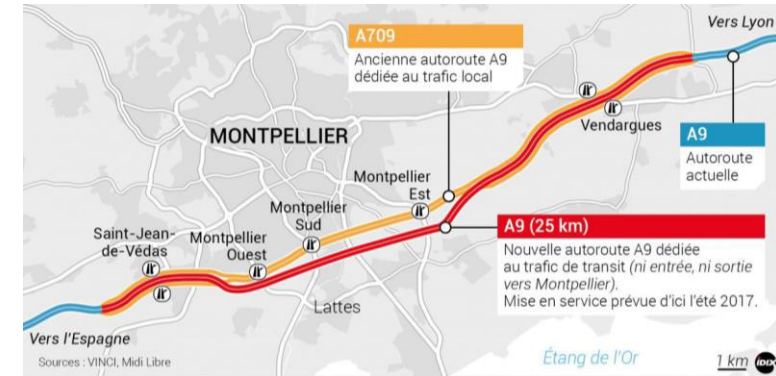 Vers Lyon
A709
Ancienne autoroute A9
dédiée au trafic local
MONTPELLIER
Vendargues
A9
Autoroute
actuelle
Montpellier
Est
Montpellier
Sud
Saint-Jean-
de-Védas
Montpellier
Ouest
A9 (25 km)
Nouvelle autoroute A9 dédiée
au trafic de transit (ni entrée, ni sortie
vers Montpellier).
Mise en service prévue d'ici l'été 2017.
Lattes
Vers l'Espagne
Sources : VINCI, Midi Libre
Étang de l'Or
1 km
IDIX